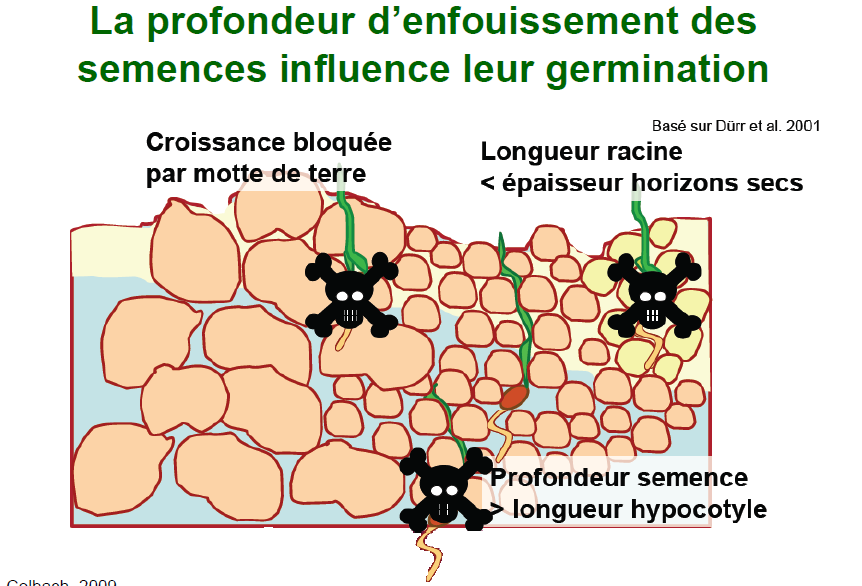 La profondeur d’enfouissement des
semences influence leur germination
Basé sur Dürr et al. 2001
Croissance bloquée
par motte de terre
Longueur racine
< épaisseur horizons secs
Profondeur semence
> longueur hypocotyle
Colbach, 2009